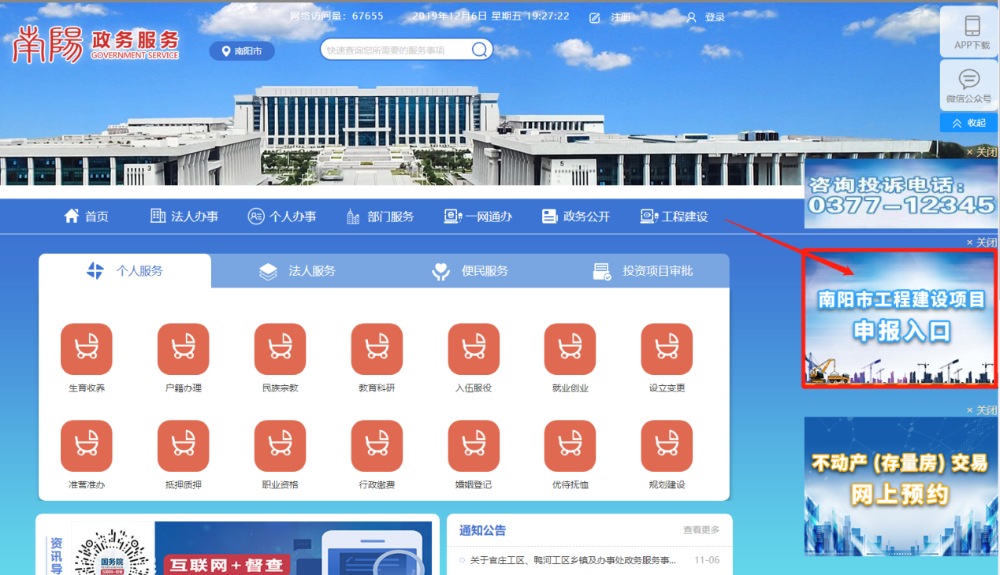 网络访问量：67655 2019年12月6日 星期五 19:27:22 注册 登录
南陽 政务服务
GOVERNMENT SERVICE
南阳市
快速查询您所需要的服务事项
APP下载
微信公众号
收起
× 关闭
咨询投诉电话：
0377-12345
3
5
首页 法人办事 个人办事 部门服务 一网通办 政务公开 工程建设
× 关闭
南阳市工程建设项目
申报入口
个人服务 法人服务 便民服务 投资项目审批
生育收养 户籍办理 民族宗教 教育科研 入伍服役 就业创业 设立变更
准营准办 抵押质押 职业资格 行政缴费 婚姻登记 优待抚恤 规划建设
× 关闭
不动产 (存量房) 交易
网上预约
资讯导
国务院
互联网+督查
互联网+督查
通知公告 查看更多
关于官庄工区、鸭河工区乡镇及办事处政务服务事... 11-06